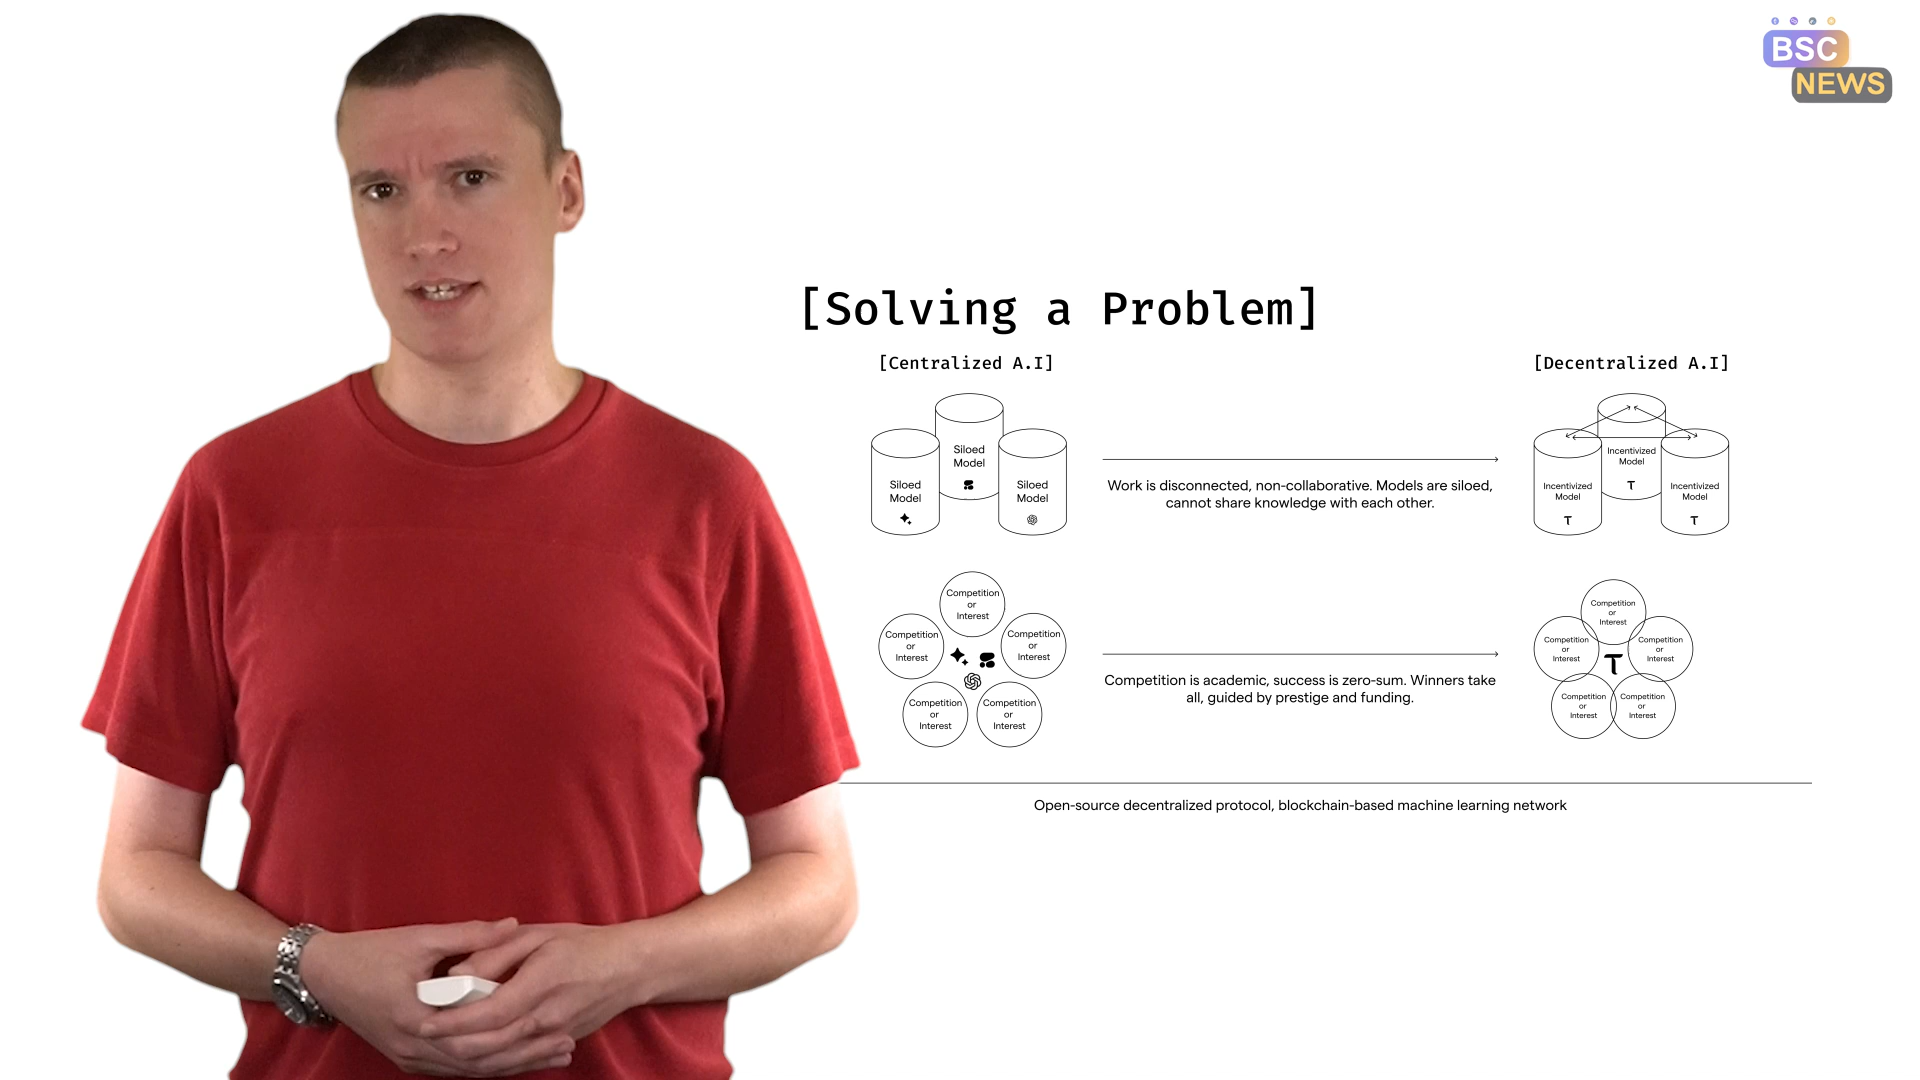 BSC
NEWS
[Solving a Problem]
[Centralized A.I]
[Decentralized A.I]
Siloed
Model
Siloed
Model
Siloed
Model
Work is disconnected, non-collaborative. Models are siloed,
cannot share knowledge with each other.
Incentivized
Model
Incentivized
Model
Incentivized
Model
Competition
or
Interest
Competition
or
Interest
Competition
or
Interest
Competition
or
Interest
Competition
or
Interest
Competition is academic, success is zero-sum. Winners take
all, guided by prestige and funding.
Competition
or
Interest
Competition
or
Interest
Competition
or
Interest
Competition
or
Interest
Competition
or
Interest
Open-source decentralized protocol, blockchain-based machine learning network